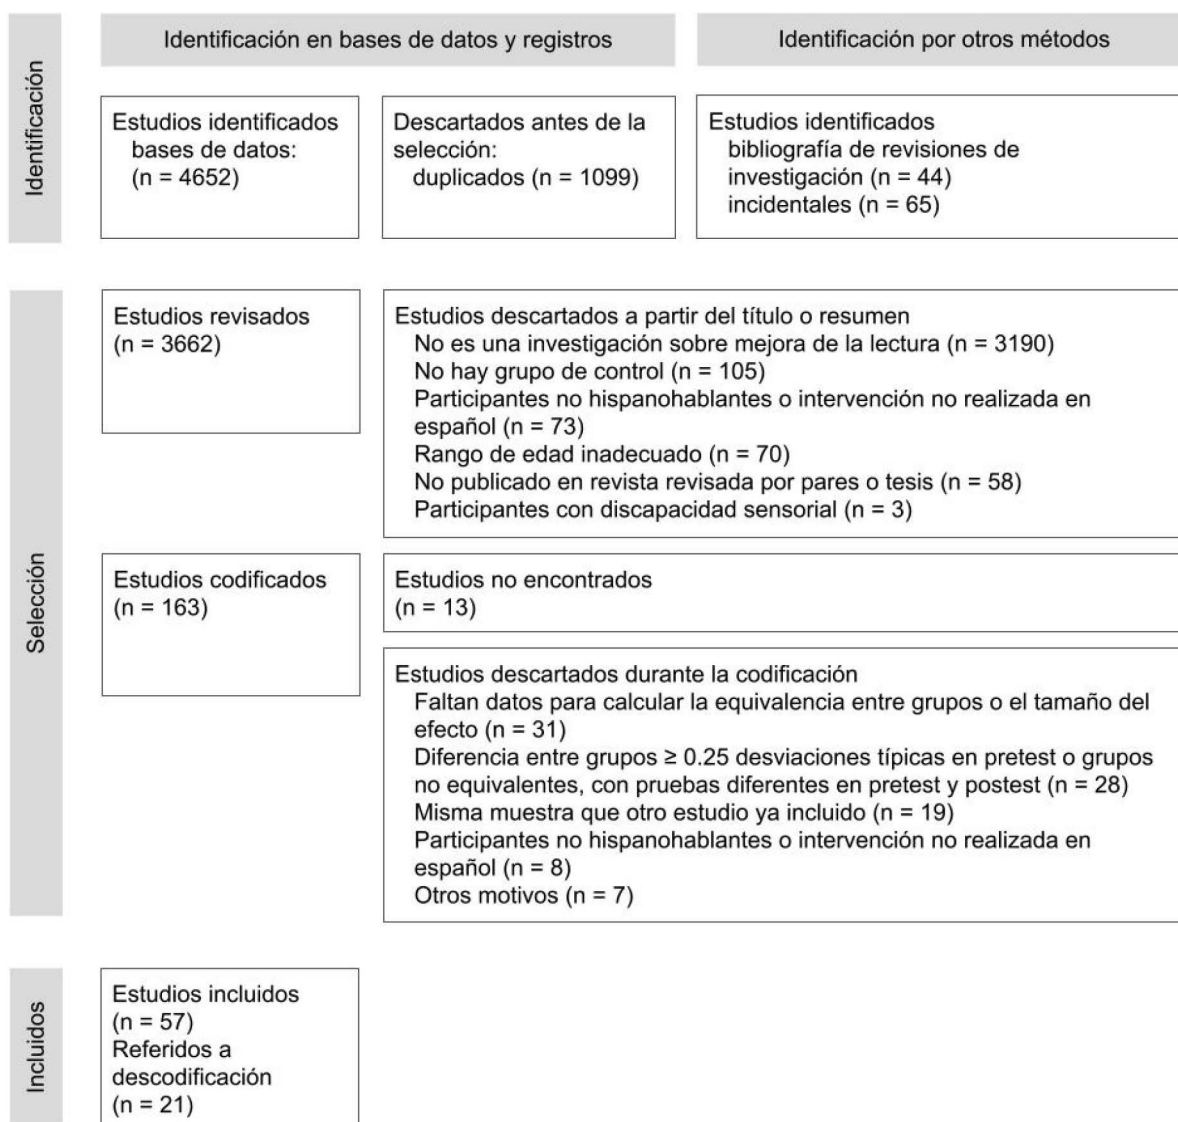 Identificación en bases de datos y registros
Identificación por otros métodos
Identificación
Estudios identificados
bases de datos:
(n = 4652)
Descartados antes de la
selección:
duplicados (n = 1099)
Estudios identificados
bibliografía de revisiones de
investigación (n = 44)
incidentales (n = 65)
Selección
Estudios revisados
(n = 3662)
Estudios descartados a partir del título o resumen
No es una investigación sobre mejora de la lectura (n = 3190)
No hay grupo de control (n = 105)
Participantes no hispanohablantes o intervención no realizada en
español (n = 73)
Rango de edad inadecuado (n = 70)
No publicado en revista revisada por pares o tesis (n = 58)
Participantes con discapacidad sensorial (n = 3)
Estudios codificados
(n = 163)
Estudios no encontrados
(n = 13)
Estudios descartados durante la codificación
Faltan datos para calcular la equivalencia entre grupos o el tamaño del
efecto (n = 31)
Diferencia entre grupos ≥ 0.25 desviaciones típicas en pretest o grupos
no equivalentes, con pruebas diferentes en pretest y postest (n = 28)
Misma muestra que otro estudio ya incluido (n = 19)
Participantes no hispanohablantes o intervención no realizada en
español (n = 8)
Otros motivos (n = 7)
Incluidos
Estudios incluidos
(n = 57)
Referidos a
descodificación
(n = 21)